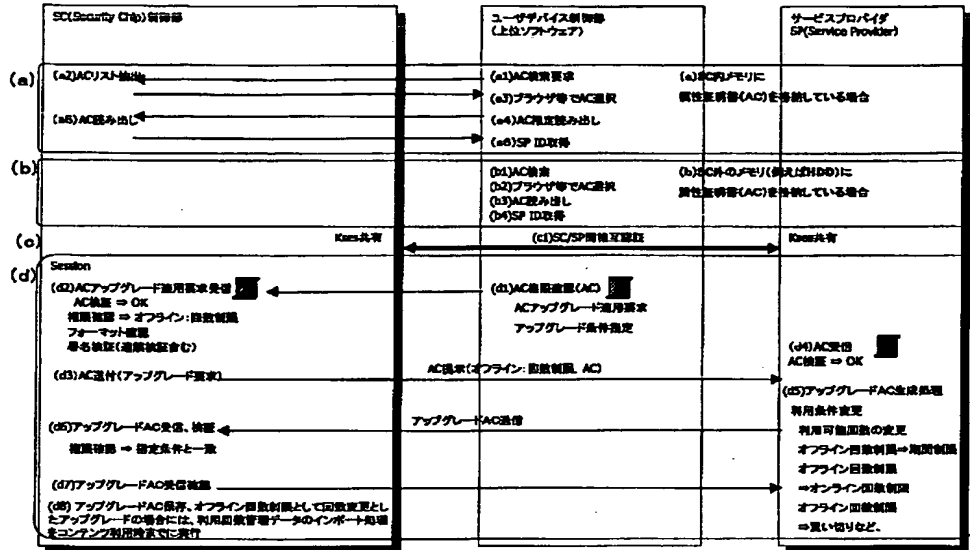 SC(Security Chip)制御部
ユーザデバイス制御部
(上位ソフトウェア)
サービスプロバイダ
SP(Service Provider)
(a)
(a2)ACリスト抽出
(a1)AC検索要求
(a)SC内メモリに
(a3)ブラウザ等でAC選択
属性証明書(AC)を格納している場合
(a5)AC読み出し
(a4)AC指定読み出し
(a6)SP ID取得
(b)
(b1)AC検索
(b)SC外のメモリ(例えばHDD)に
(b2)ブラウザ等でAC選択
属性証明書(AC)を格納している場合
(b3)AC読み出し
(b4)SP ID取得
(c)
Kses共有
(c1)SC/SP間相互認証
Kses共有
(d)
Session
(d2)ACアップグレード適用要求受信
(d1)AC権限確認(AC)
AC検証 ⇒ OK
ACアップグレード適用要求
権限確認 ⇒ オフライン:回数制限
アップグレード条件指定
フォーマット確認
署名検証(連鎖検証含む)
(d4)AC受信
AC検証 ⇒ OK
(d3)AC送付(アップグレード要求)
AC提示(オフライン:回数制限、AC)
(d5)アップグレードAC生成処理
利用条件変更
アップグレードAC送信
(d6)アップグレードAC受信、検証
利用可能回数の変更
権限確認 ⇒ 指定条件と一致
オフライン回数制限⇒期間制限
オフライン回数制限
(d7)アップグレードAC受信確認
⇒オンライン回数制限
(d8) アップグレードAC保存、オフライン回数制限として回数変更とし
オフライン回数制限
たアップグレードの場合には、利用回数管理データのインポート処理
⇒買い切りなど、
をコンテンツ利用時までに実行